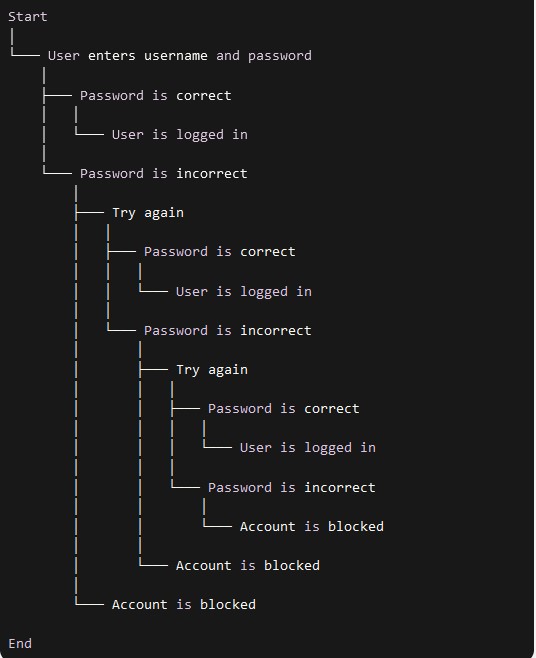 Start
User enters username and password
Password is correct
User is logged in
Password is incorrect
Try again
Password is correct
User is logged in
Password is incorrect
Try again
Password is correct
User is logged in
Password is incorrect
Account is blocked
Account is blocked
Account is blocked
End